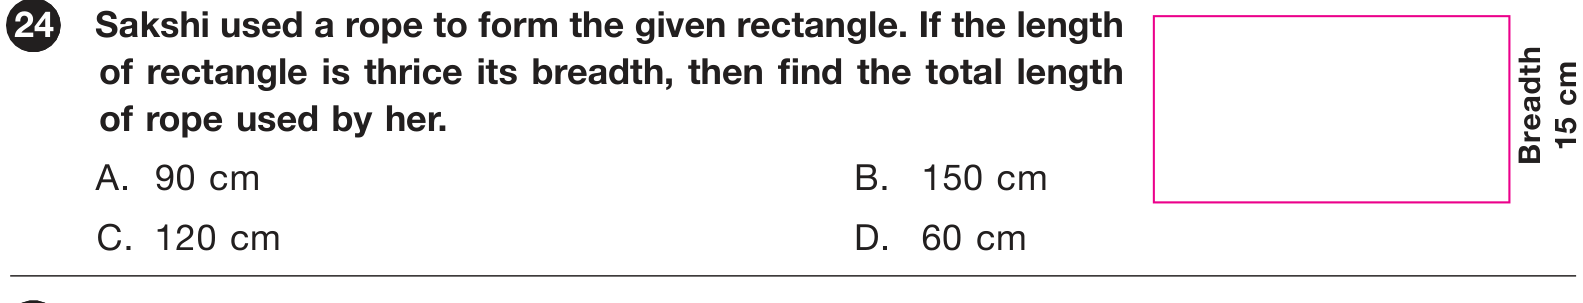 24 Sakshi used a rope to form the given rectangle. If the length
of rectangle is thrice its breadth, then find the total length
of rope used by her.
A. 90 cm B. 150 cm
C. 120 cm D. 60 cm
Breadth
15 cm